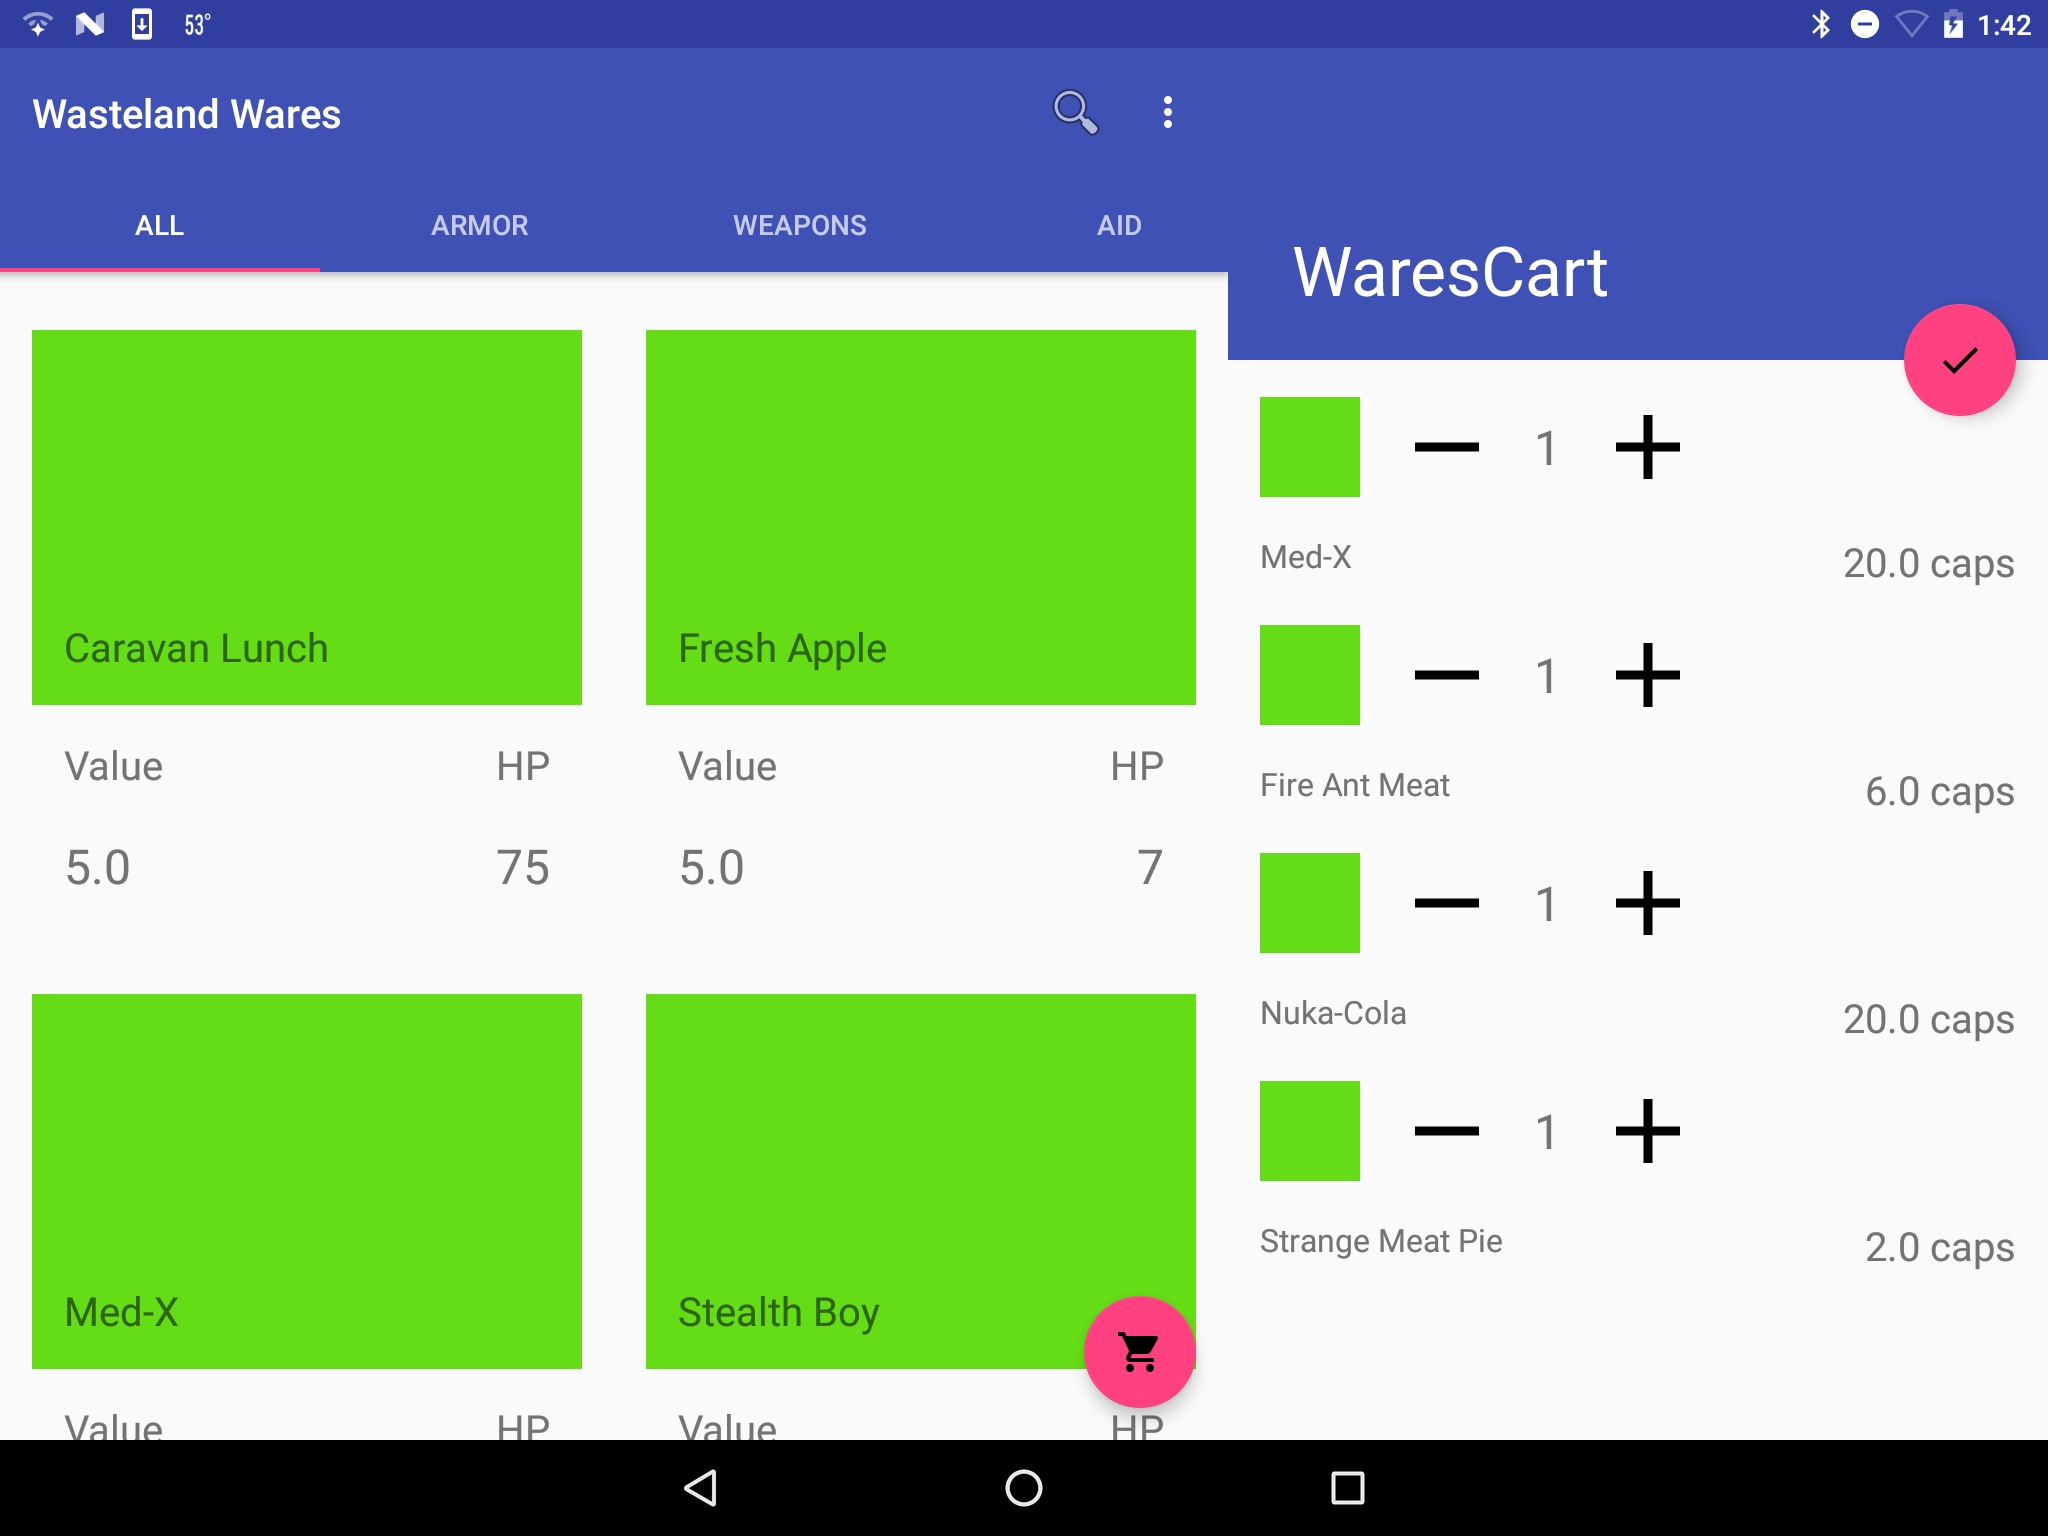 53°
1:42
Wasteland Wares
ALL ARMOR WEAPONS AID
Caravan Lunch
Value HP
5.0 75
Fresh Apple
Value HP
5.0 7
Med-X
Value HP
Stealth Boy
Value HP
WaresCart
1
Med-X
20.0 caps
1
Fire Ant Meat
6.0 caps
1
Nuka-Cola
20.0 caps
1
Strange Meat Pie
2.0 caps